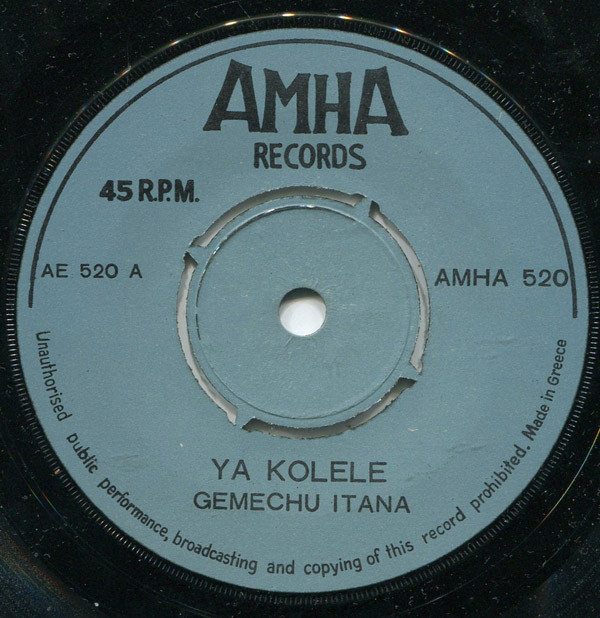 AMHA
RECORDS
45 R.P.M.
AE 520 A
AMHA 520
YA KOLELE
GEMECHU ITANA
Unauthorised public performance, broadcasting and copying of this record prohibited. Made in Greece